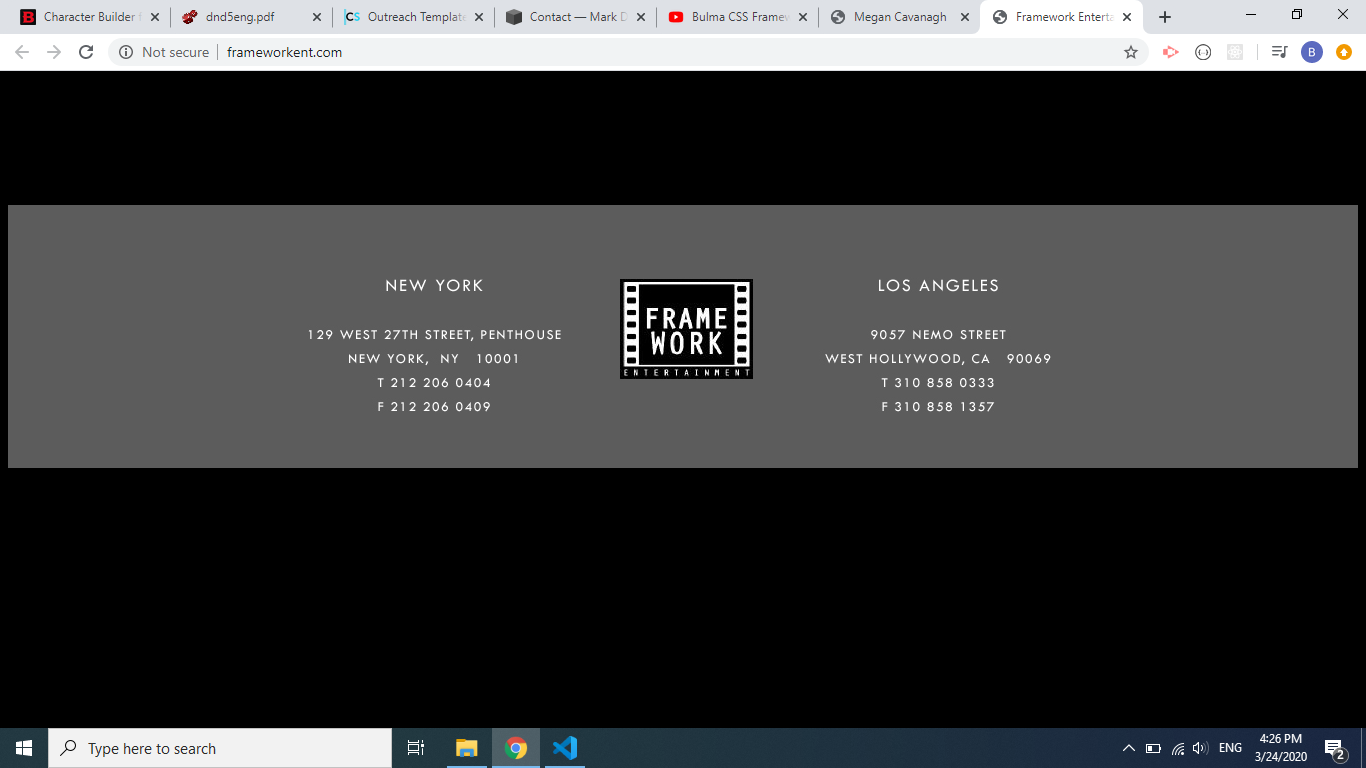 Character Builder
dnd5eng.pdf
Outreach Template
Contact — Mark D
Bulma CSS Framew
Megan Cavanagh
Framework Enterta
Not secure
frameworkent.com
B
NEW YORK
129 WEST 27TH STREET, PENTHOUSE
NEW YORK, NY 10001
T 212 206 0404
F 212 206 0409
FRAME
WORK
ENTERTAINMENT
LOS ANGELES
9057 NEMO STREET
WEST HOLLYWOOD, CA 90069
T 310 858 0333
F 310 858 1357
Type here to search
ENG
4:26 PM
3/24/2020
2